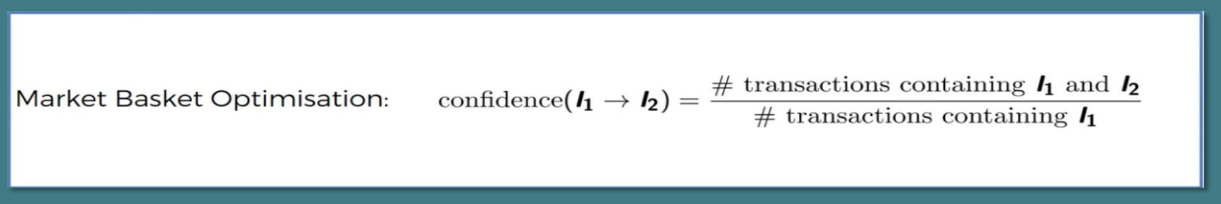 Market Basket Optimisation: confidence(I₁ → I₂) = # transactions containing I₁ and I₂ / # transactions containing I₁